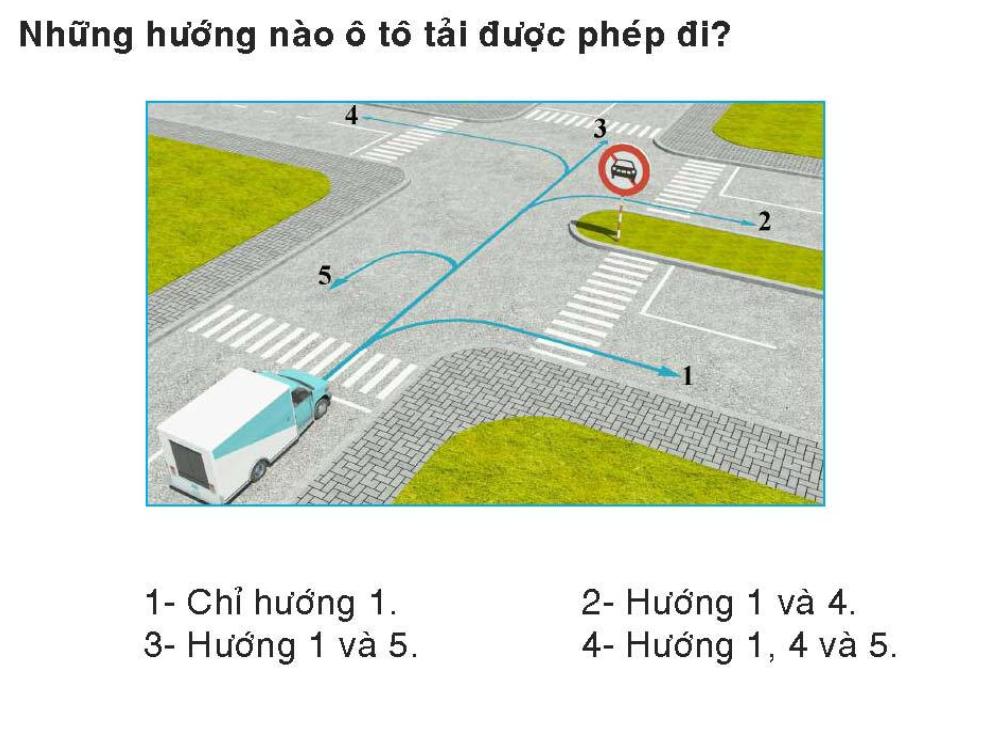 Những hướng nào ô tô tải được phép đi?
4
3
2
5
1
1- Chỉ hướng 1.
2- Hướng 1 và 4.
3- Hướng 1 và 5.
4- Hướng 1, 4 và 5.